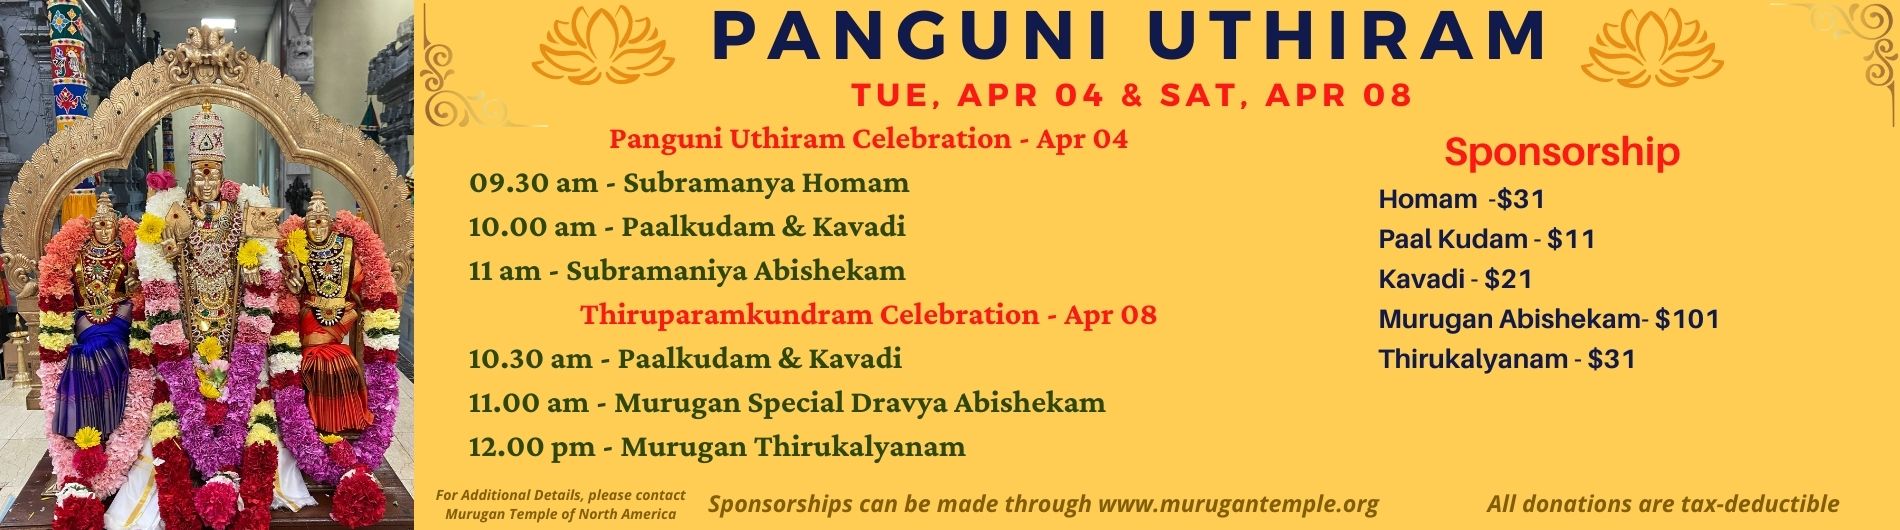 PANGUNI UTHIRAM
TUE, APR 04 & SAT, APR 08
Panguni Uthiram Celebration - Apr 04
09.30 am - Subramanya Homam
10.00 am - Paalkudam & Kavadi
11 am - Subramaniya Abishekam
Thiruparamkundram Celebration - Apr 08
10.30 am - Paalkudam & Kavadi
11.00 am - Murugan Special Dravya Abishekam
12.00 pm - Murugan Thirukalyanam
Sponsorship
Homam -$31
Paal Kudam - $11
Kavadi - $21
Murugan Abishekam- $101
Thirukalyanam - $31
For Additional Details, please contact
Murugan Temple of North America
Sponsorships can be made through www.murugantemple.org
All donations are tax-deductible